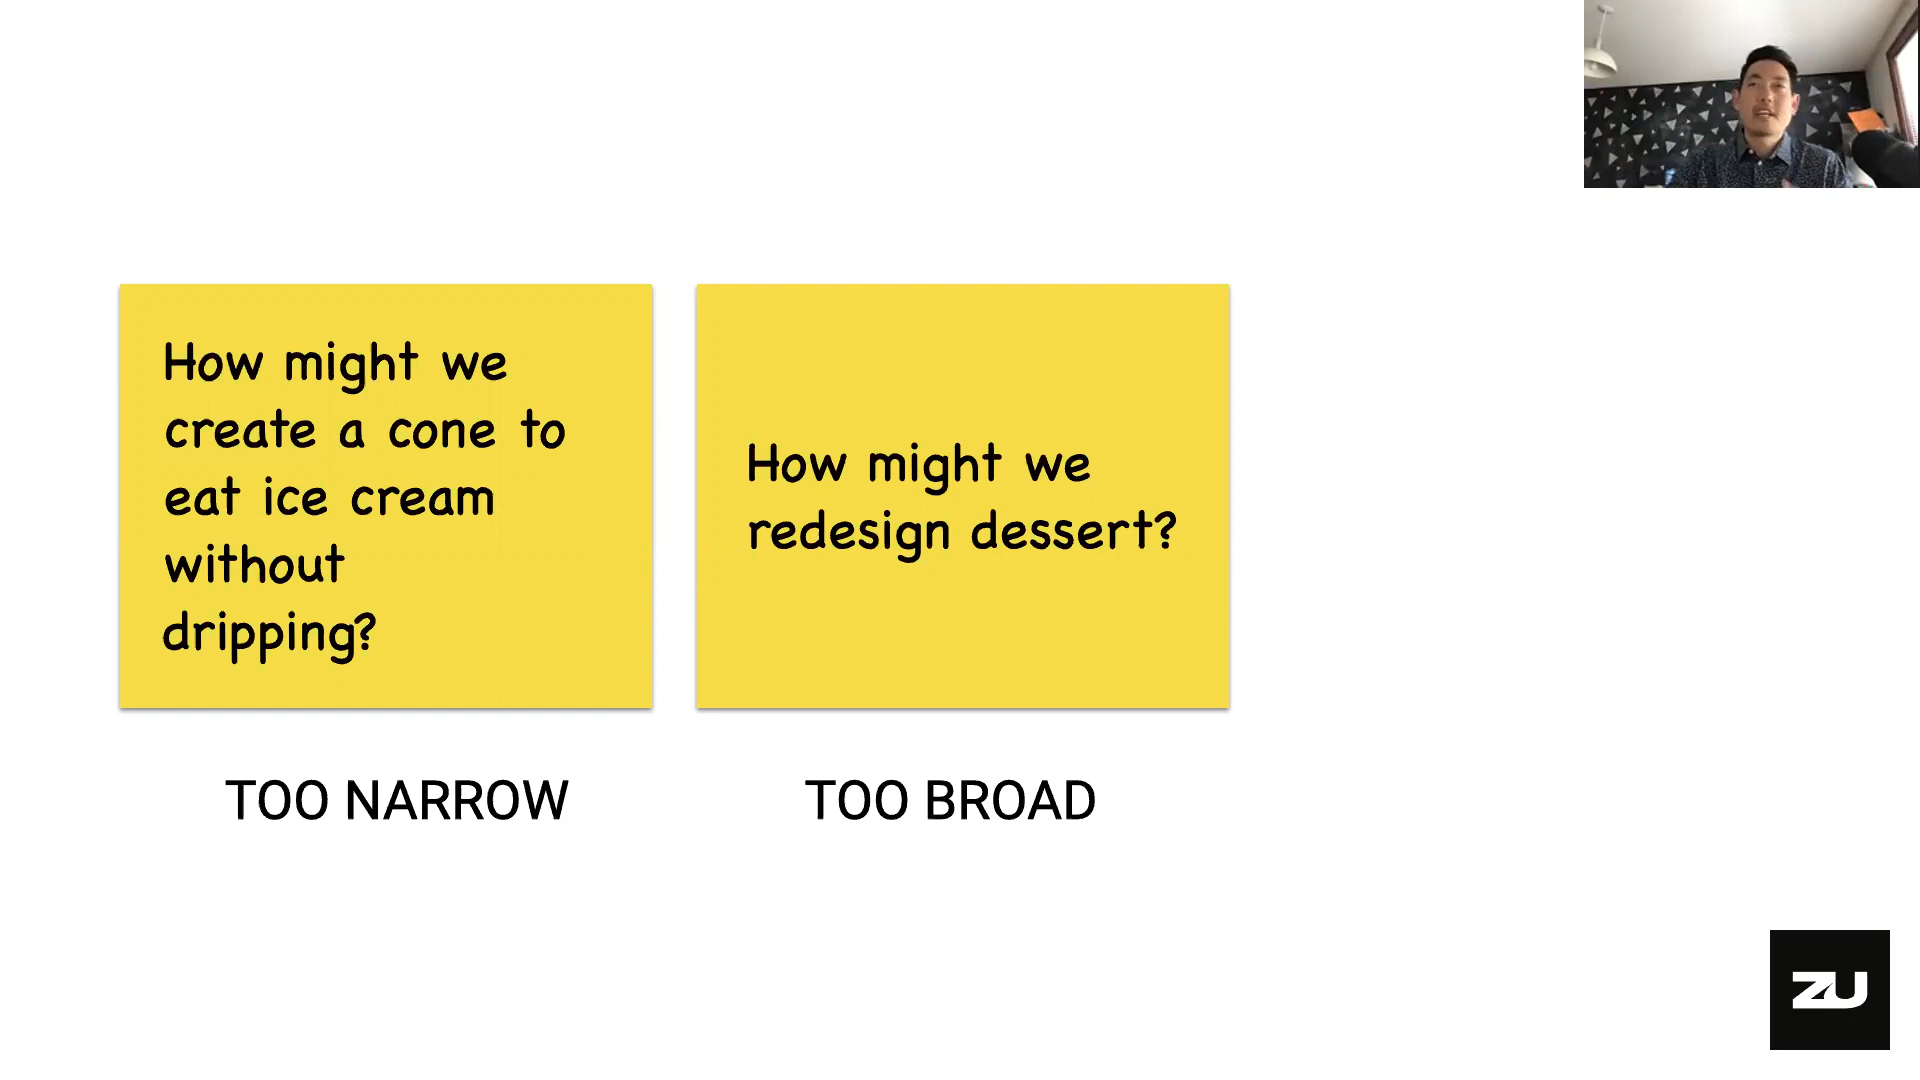 How might we
create a cone to
eat ice cream
without
dripping?
How might we
redesign dessert?
TOO NARROW
TOO BROAD
ZU